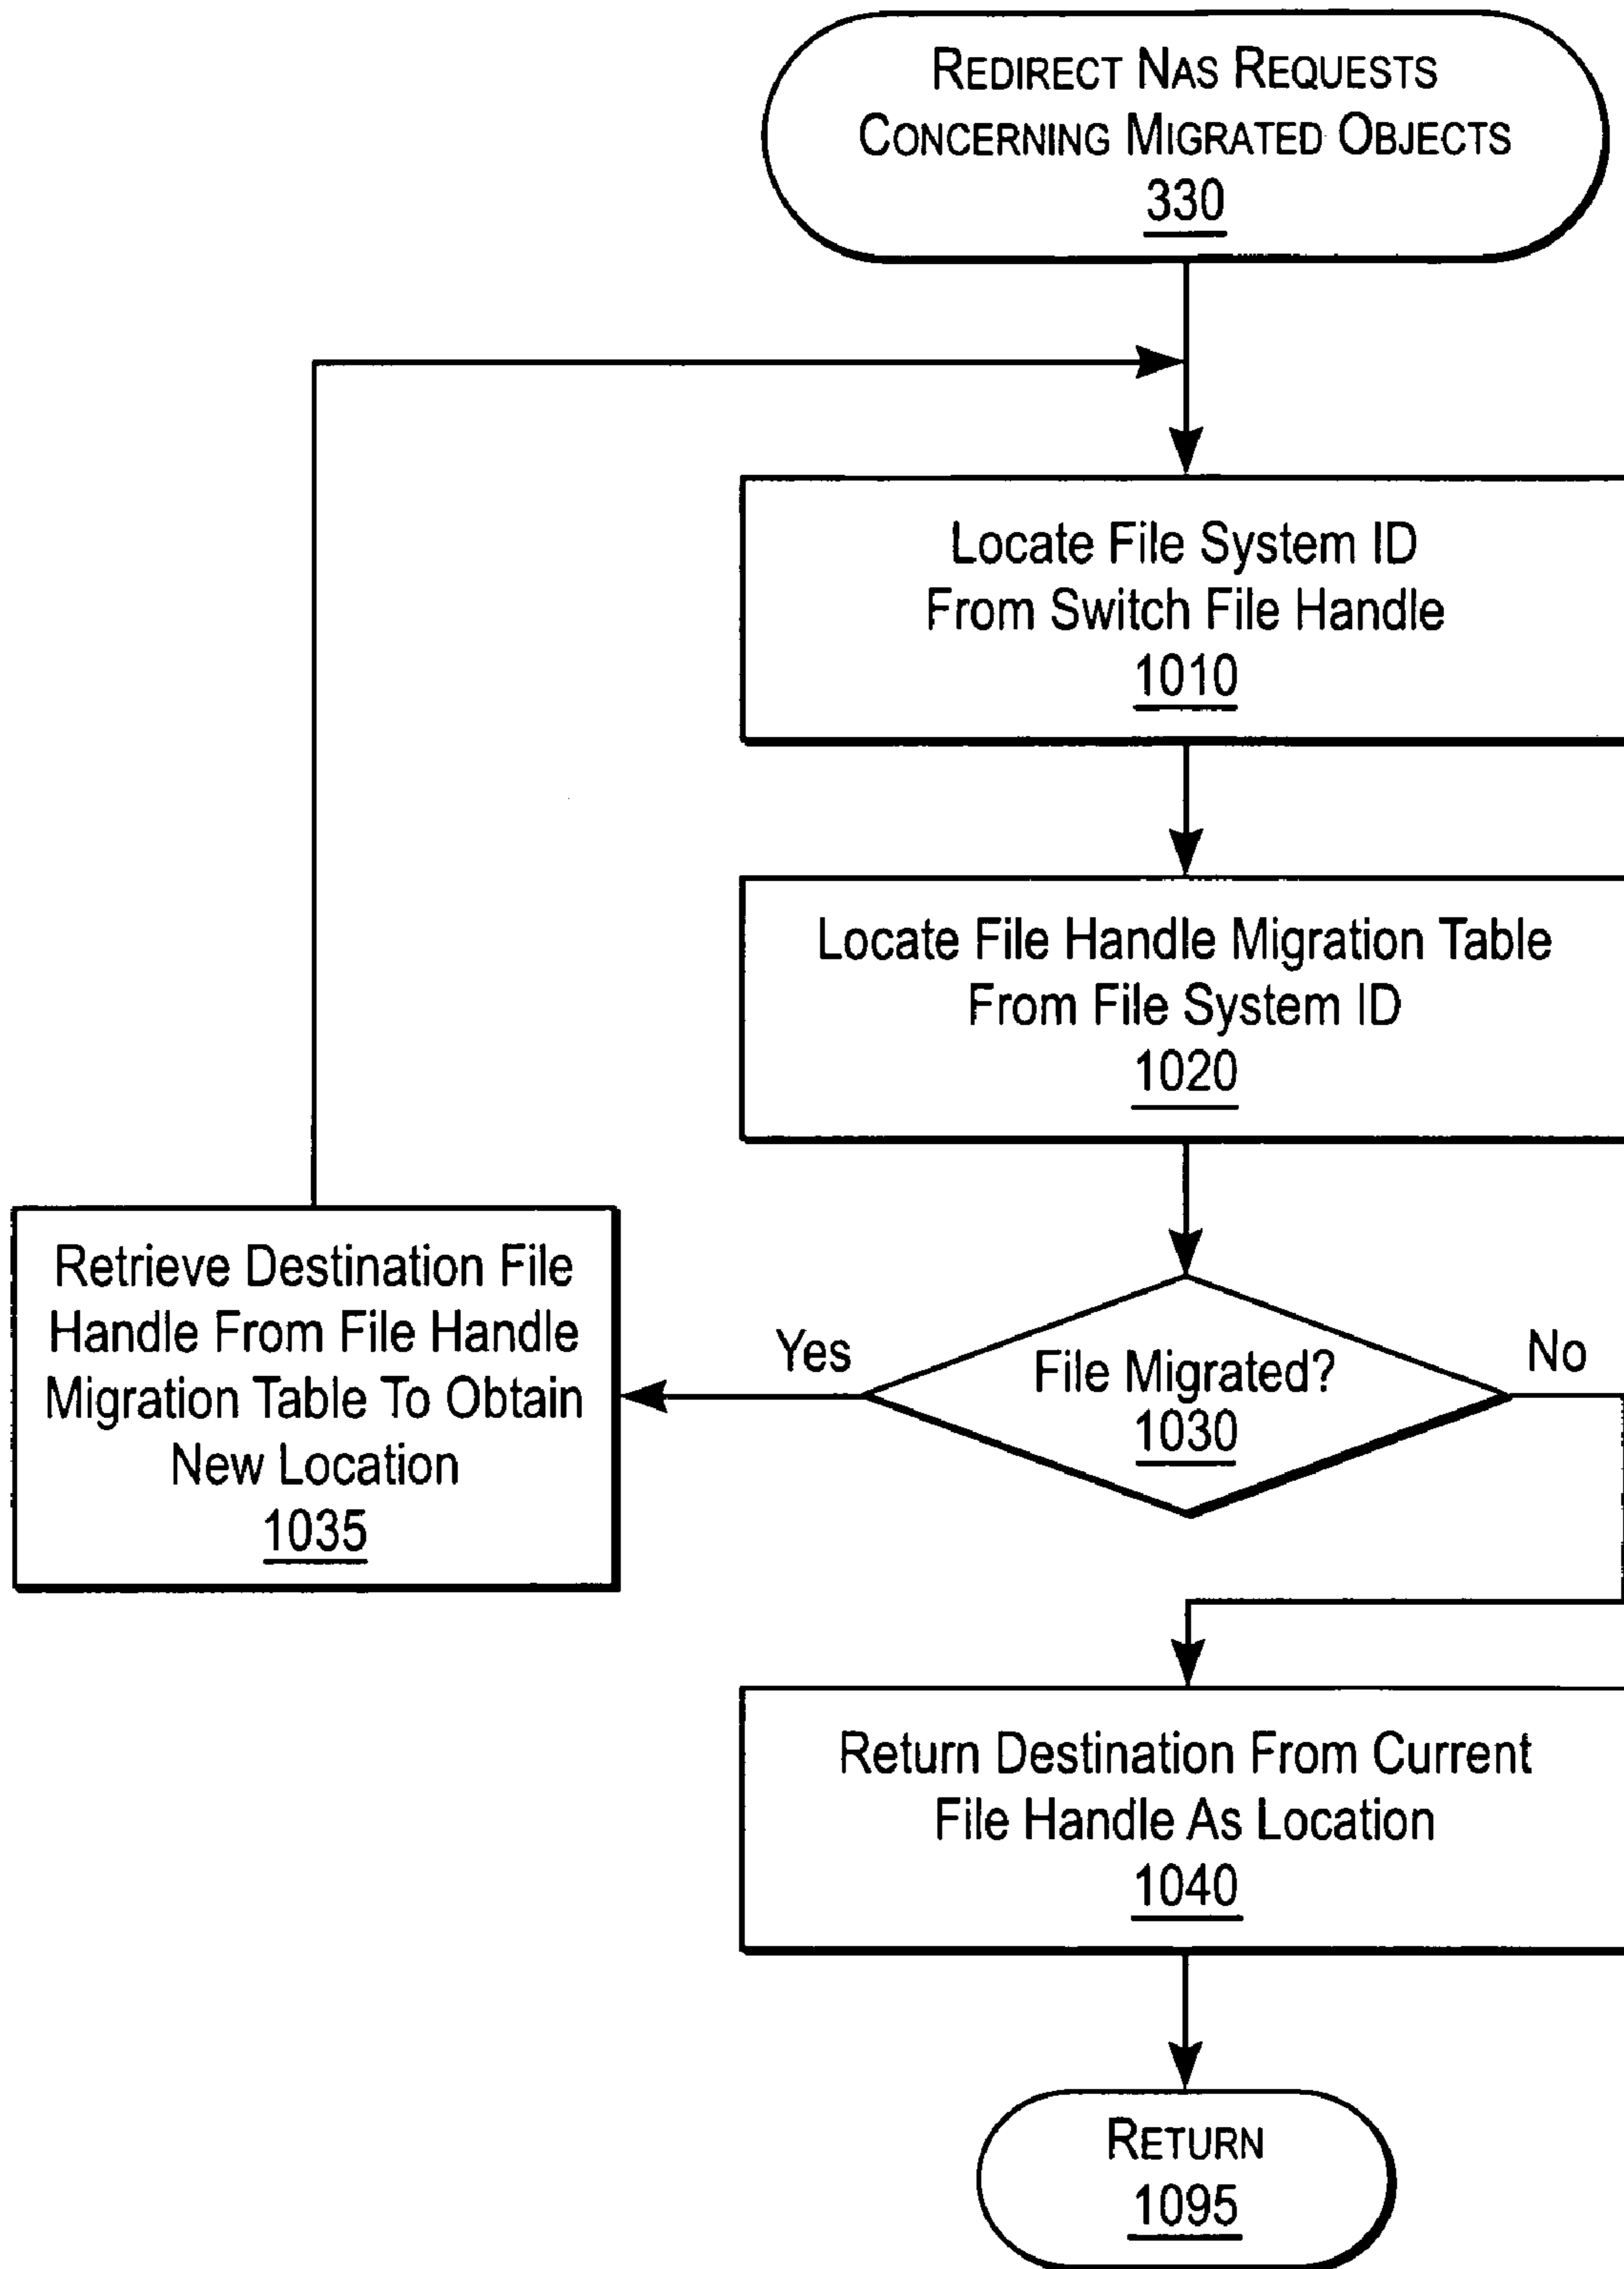 REDIRECT NAS REQUESTS
CONCERNING MIGRATED OBJECTS
330
Locate File System ID
From Switch File Handle
1010
Locate File Handle Migration Table
From File System ID
1020
Retrieve Destination File
Handle From File Handle
Migration Table To Obtain
New Location
1035
Yes
File Migrated?
1030
No
Return Destination From Current
File Handle As Location
1040
RETURN
1095